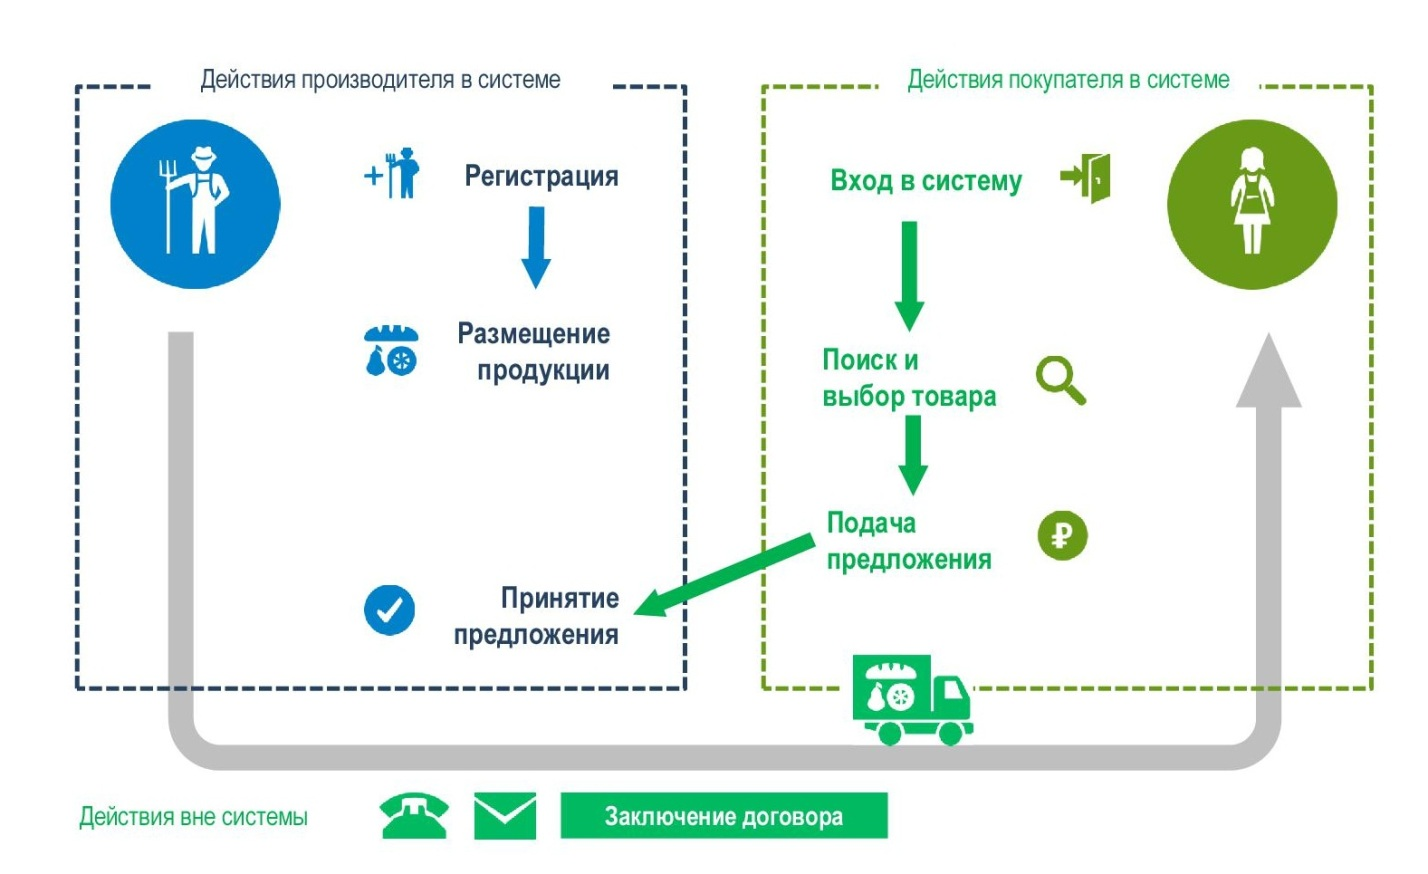 Действия производителя в системе
Регистрация
Размещение
продукции
Принятие
предложения
Действия покупателя в системе
Вход в систему
Поиск и
выбор товара
Подача
предложения
₽
Действия вне системы
Заключение договора